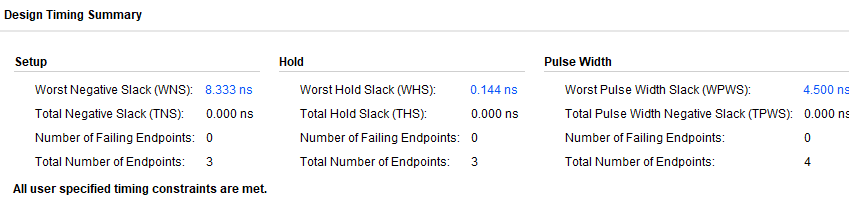 Design Timing Summary
Setup Hold Pulse Width
Worst Negative Slack (WNS): 8.333 ns Worst Hold Slack (WHS): 0.144 ns Worst Pulse Width Slack (WPWS): 4.500 ns
Total Negative Slack (TNS): 0.000 ns Total Hold Slack (THS): 0.000 ns Total Pulse Width Negative Slack (TPWS): 0.000 ns
Number of Failing Endpoints: 0 Number of Failing Endpoints: 0 Number of Failing Endpoints: 0
Total Number of Endpoints: 3 Total Number of Endpoints: 3 Total Number of Endpoints: 4
All user specified timing constraints are met.